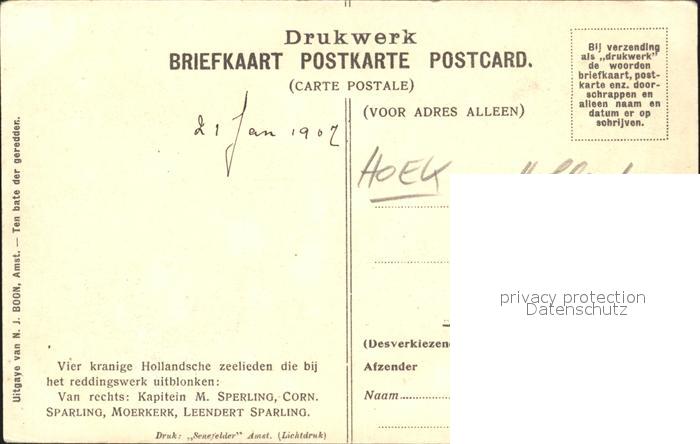 Drukwerk
BRIEFKAART POSTKARTE POSTCARD.
(CARTE POSTALE)
(VOOR ADRES ALLEEN)
Bij verzending
als „drukwerk"
de woorden
briefkaart, post-
karte enz. door-
schrappen en
alleen naam en
datum er op
schrijven.
21 Jan 1907
HOEK
Uitgave van N. J. BOON, Amst. — Ten bate der geredden.
privacy protection
Datenschutz
(Desverkiezen
Afzender
Naam
Vier kranige Hollandsche zeelieden die bij
het reddingswerk uitblonken:
Van rechts: Kapitein M. SPERLING, CORN.
SPARLING, MOERKERK, LEENDERT SPARLING.
Druk: „Senefelder" Amst. (Lichtdruk)